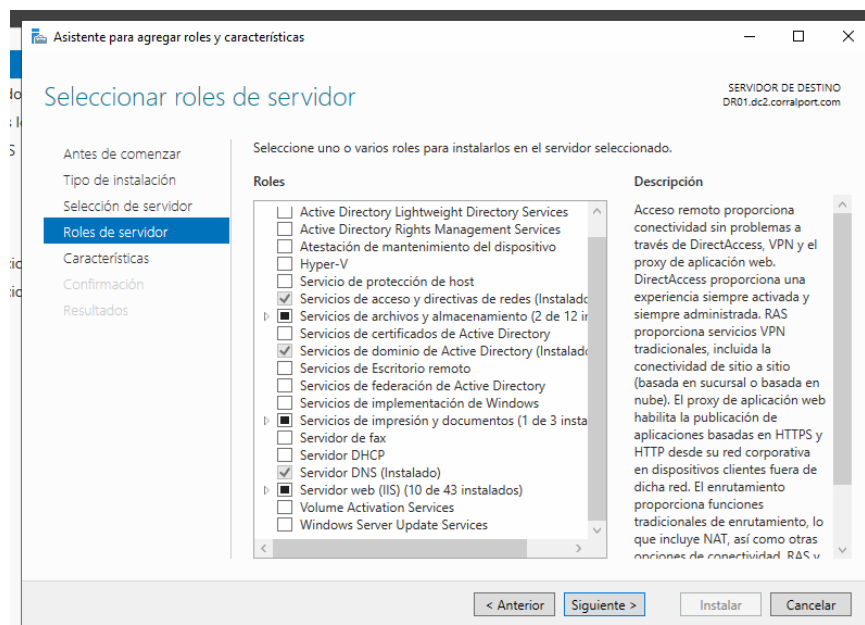 Asistente para agregar roles y características
Seleccionar roles de servidor
SERVIDOR DE DESTINO
DR01.dc2.corralport.com
Antes de comenzar
Tipo de instalación
Selección de servidor
Roles de servidor
Características
Confirmación
Resultados
Seleccione uno o varios roles para instalarlos en el servidor seleccionado.
Roles
Active Directory Lightweight Directory Services
Active Directory Rights Management Services
Atestación de mantenimiento del dispositivo
Hyper-V
Servicio de protección de host
Servicios de acceso y directivas de redes (Instalado
Servicios de archivos y almacenamiento (2 de 12 in
Servicios de certificados de Active Directory
Servicios de dominio de Active Directory (Instalado
Servicios de Escritorio remoto
Servicios de federación de Active Directory
Servicios de implementación de Windows
Servicios de impresión y documentos (1 de 3 insta
Servidor de fax
Servidor DHCP
Servidor DNS (Instalado)
Servidor web (IIS) (10 de 43 instalados)
Volume Activation Services
Windows Server Update Services
Descripción
Acceso remoto proporciona
conectividad sin problemas a
través de DirectAccess, VPN y el
proxy de aplicación web.
DirectAccess proporciona una
experiencia siempre activada y
siempre administrada. RAS
proporciona servicios VPN
tradicionales, incluida la
conectividad de sitio a sitio
(basada en sucursal o basada en
nube). El proxy de aplicación web
habilita la publicación de
aplicaciones basadas en HTTPS y
HTTP desde su red corporativa
en dispositivos clientes fuera de
dicha red. El enrutamiento
proporciona funciones
tradicionales de enrutamiento, lo
que incluye NAT, así como otras
opciones de conectividad. RAS y
< Anterior
Siguiente >
Instalar
Cancelar